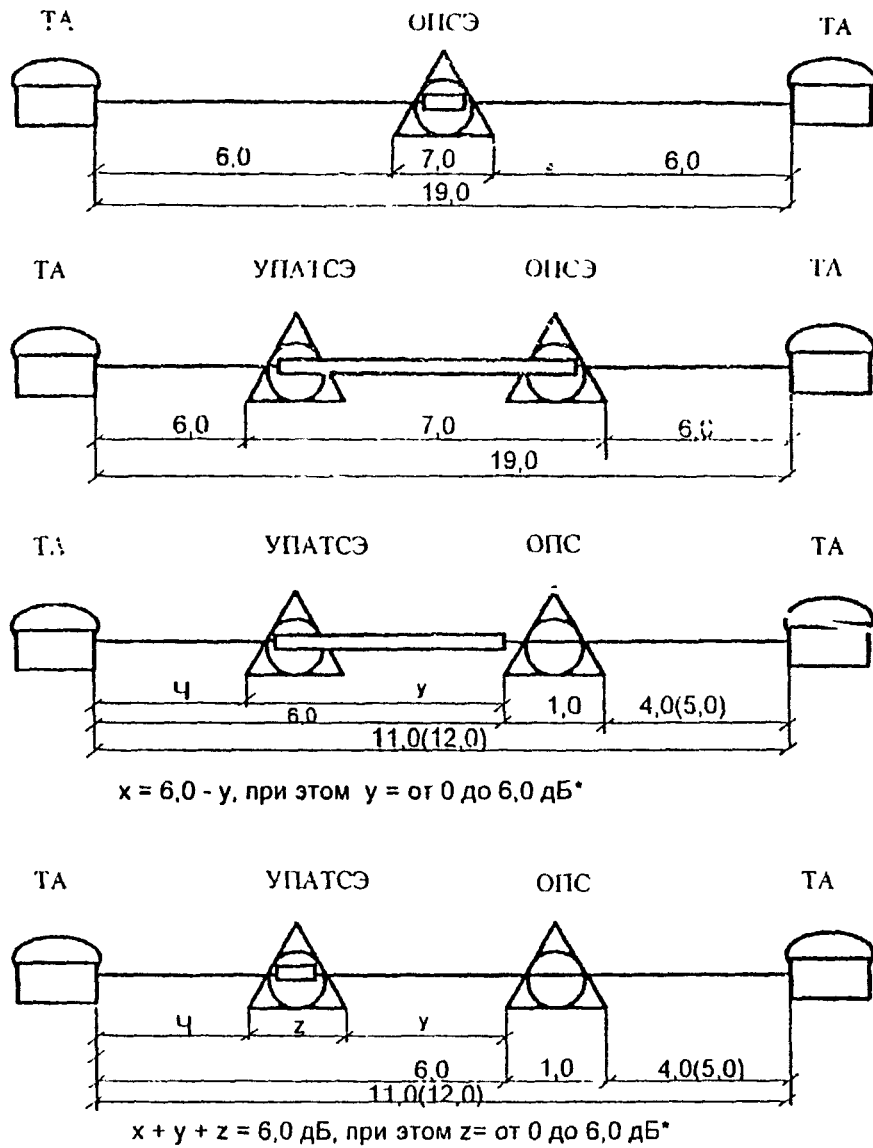 ТА ОПСЭ ТА
6,0 7,0 6,0
19,0
ТА УПАТСЭ ОПСЭ ТА
6,0 7,0 6,0
19,0
ТА УПАТСЭ ОПС ТА
Ч у
6,0 1,0 4,0(5,0)
11,0(12,0)
x = 6,0 - y, при этом y = от 0 до 6,0 дБ*
ТА УПАТСЭ ОПС ТА
Ч z у
6,0 1,0 4,0(5,0)
11,0(12,0)
x + y + z = 6,0 дБ, при этом z= от 0 до 6,0 дБ*